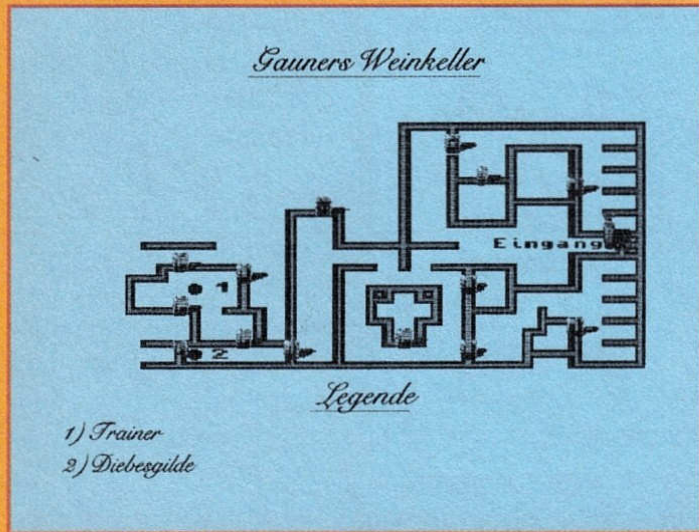 Gauners Weinkeller
Eingang
1
2
Legende
1) Trainer
2) Diebesgilde